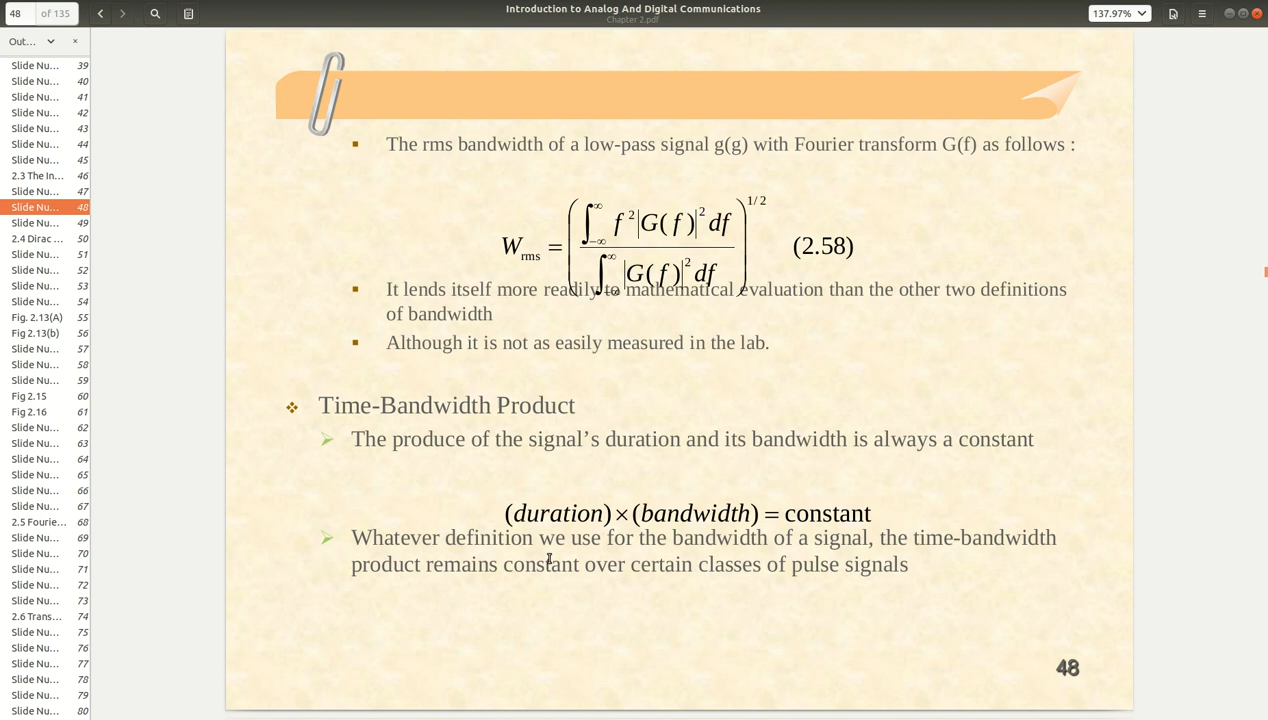 48 of 135
Introduction to Analog And Digital Communications
Chapter 2.pdf
137.97%
Out...
Slide Nu... 39
Slide Nu... 40
Slide Nu... 41
Slide Nu... 42
Slide Nu... 43
Slide Nu... 44
Slide Nu... 45
2.3 The In... 46
Slide Nu... 47
Slide Nu... 48
Slide Nu... 49
2.4 Dirac ... 50
Slide Nu... 51
Slide Nu... 52
Slide Nu... 53
Slide Nu... 54
Fig. 2.13(A) 55
Fig 2.13(b) 56
Slide Nu... 57
Slide Nu... 58
Slide Nu... 59
Fig 2.15 60
Fig 2.16 61
Slide Nu... 62
Slide Nu... 63
Slide Nu... 64
Slide Nu... 65
Slide Nu... 66
Slide Nu... 67
2.5 Fourie... 68
Slide Nu... 69
Slide Nu... 70
Slide Nu... 71
Slide Nu... 72
Slide Nu... 73
2.6 Trans... 74
Slide Nu... 75
Slide Nu... 76
Slide Nu... 77
Slide Nu... 78
Slide Nu... 79
Slide Nu... 80
The rms bandwidth of a low-pass signal g(g) with Fourier transform G(f) as follows :
W_rms = ( ∫_{-∞}^{∞} f ²|G(f)|² df / ∫_{-∞}^{∞} |G(f)|² df )^{1/2} (2.58)
It lends itself more readily to mathematical evaluation than the other two definitions
of bandwidth
Although it is not as easily measured in the lab.
Time-Bandwidth Product
The produce of the signal's duration and its bandwidth is always a constant
(duration)×(bandwidth) = constant
Whatever definition we use for the bandwidth of a signal, the time-bandwidth
product remains constant over certain classes of pulse signals
48